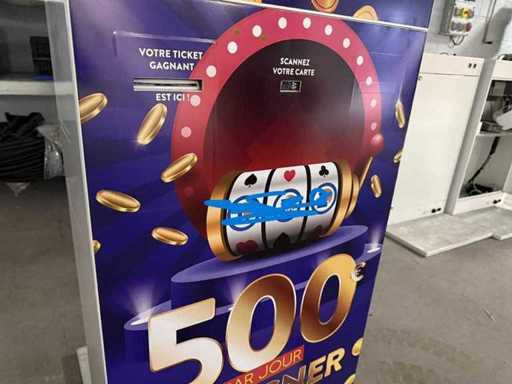 VOTRE TICKET
GAGNANT
EST ICI !
SCANNEZ
VOTRE CARTE
500€
PAR JOUR